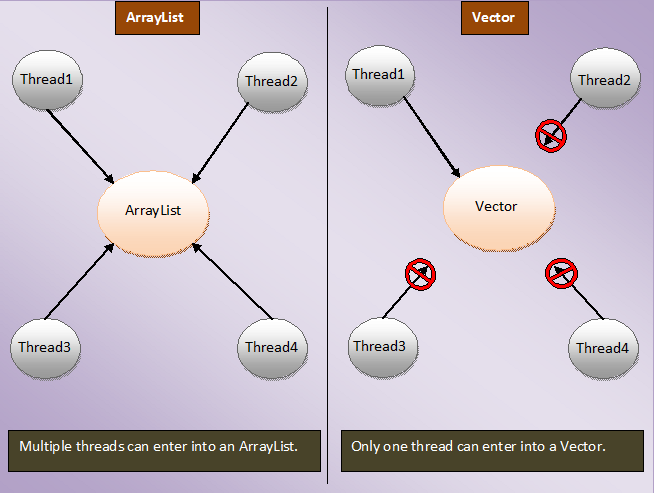 ArrayList
Thread1
Thread2
ArrayList
Thread3
Thread4
Multiple threads can enter into an ArrayList.
Vector
Thread1
Thread2
Vector
Thread3
Thread4
Only one thread can enter into a Vector.